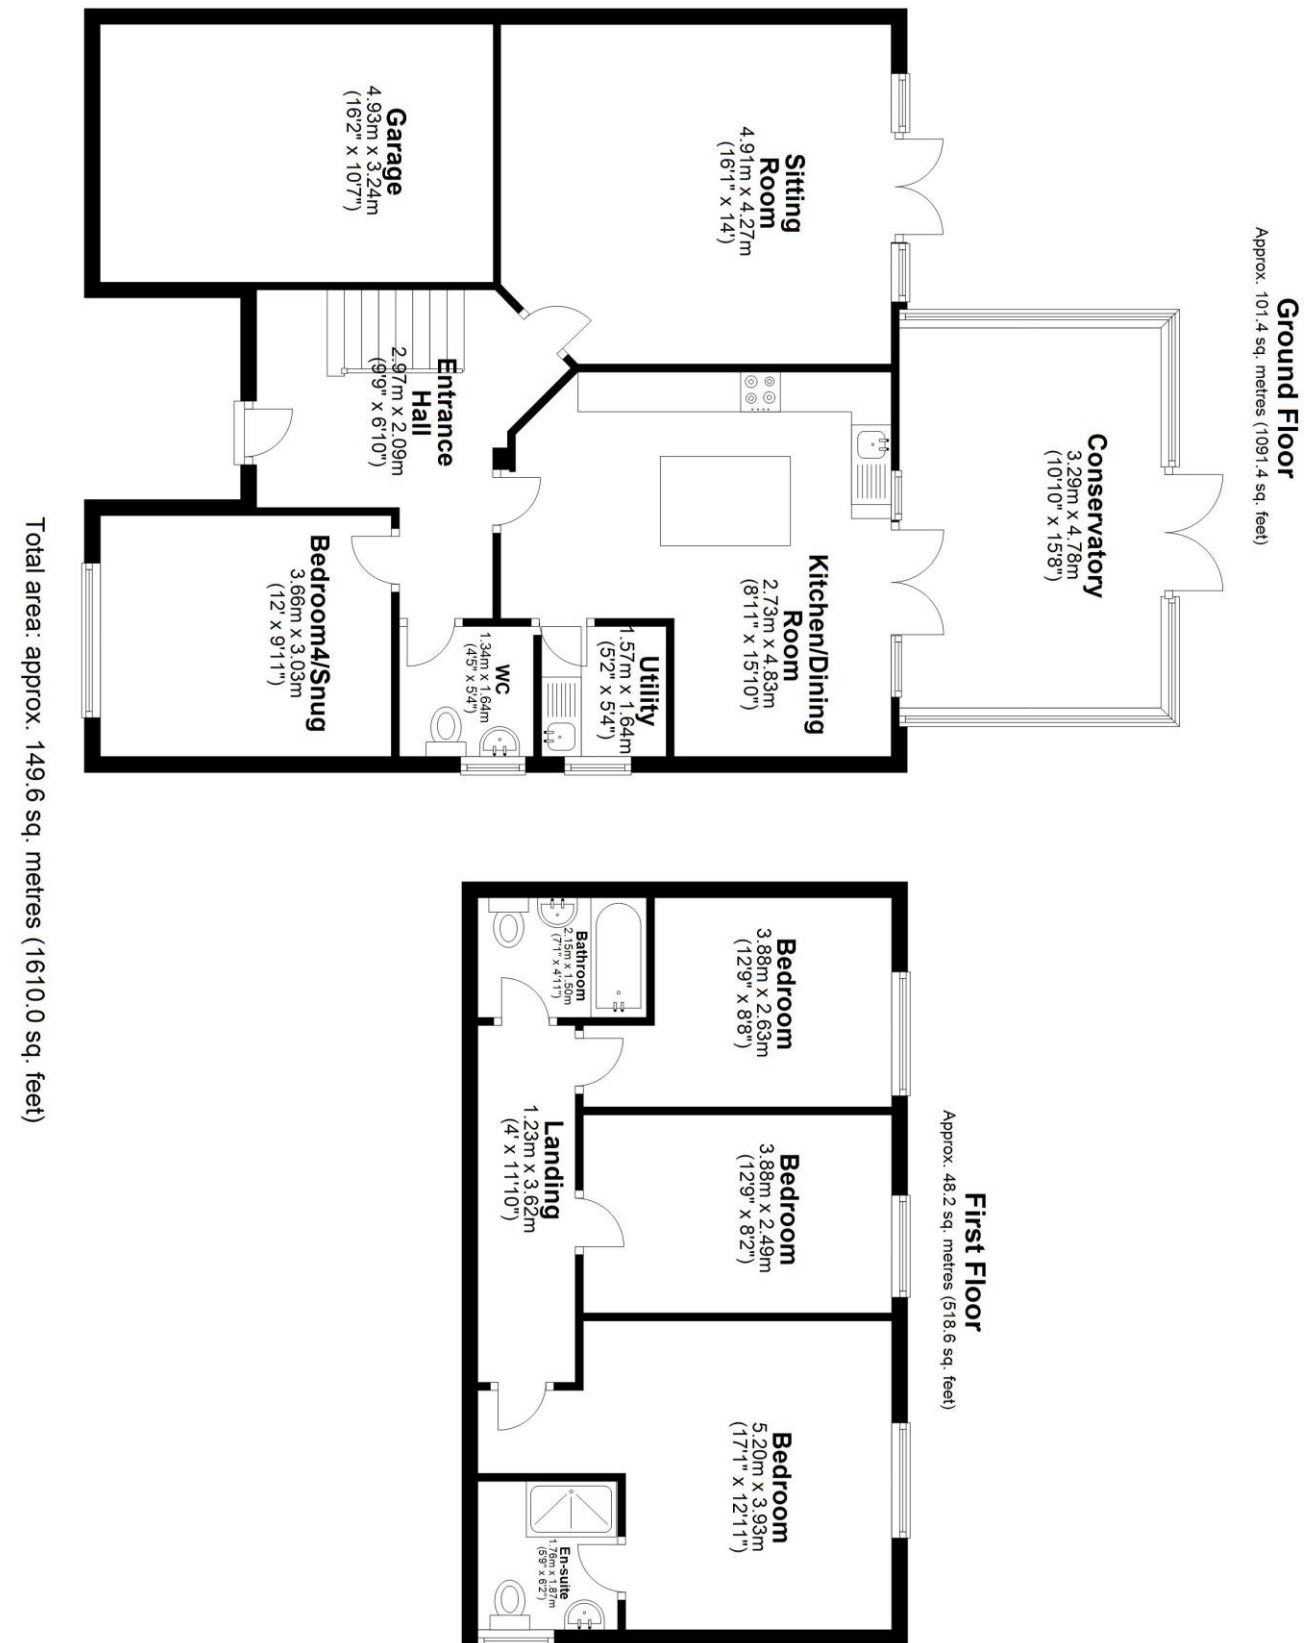 Ground Floor
Approx. 101.4 sq. metres (1091.4 sq. feet)
Conservatory
3.29m x 4.78m
(10'10" x 15'8")
Sitting
Room
4.91m x 4.27m
(16'1" x 14')
Kitchen/Dining
Room
2.73m x 4.83m
(8'11" x 15'10")
Utility
1.57m x 1.64m
(5'2" x 5'4")
WC
1.34m x 1.64m
(4'5" x 5'4")
Entrance
Hall
2.97m x 2.09m
(9'9" x 6'10")
Garage
4.93m x 3.24m
(16'2" x 10'7")
Bedroom4/Snug
3.66m x 3.03m
(12' x 9'11")
First Floor
Approx. 48.2 sq. metres (518.6 sq. feet)
Bedroom
3.88m x 2.63m
(12'9" x 8'8")
Bedroom
3.88m x 2.49m
(12'9" x 8'2")
Bedroom
5.20m x 3.93m
(17'1" x 12'11")
Bathroom
2.15m x 1.50m
(7'1" x 4'11")
Landing
1.23m x 3.62m
(4' x 11'10")
En-suite
1.76m x 1.87m
(5'9" x 6'2")
Total area: approx. 149.6 sq. metres (1610.0 sq. feet)